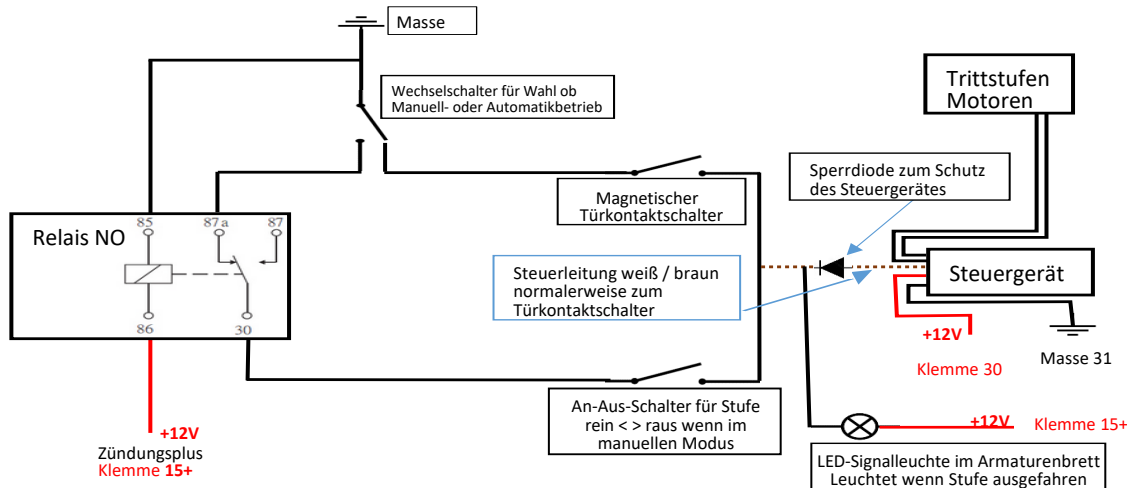 Masse
Wechselschalter für Wahl ob
Manuell- oder Automatikbetrieb
Trittstufen
Motoren
Sperrdiode zum Schutz
des Steuergerätes
Magnetischer
Türkontaktschalter
Relais NO
85
87a
87
86
30
Steuerleitung weiß / braun
normalerweise zum
Türkontaktschalter
Steuergerät
+12V
Klemme 30
Masse 31
An-Aus-Schalter für Stufe
rein < > raus wenn im
manuellen Modus
+12V
Zündungsplus
Klemme 15+
+12V
Klemme 15+
LED-Signalleuchte im Armaturenbrett
Leuchtet wenn Stufe ausgefahren